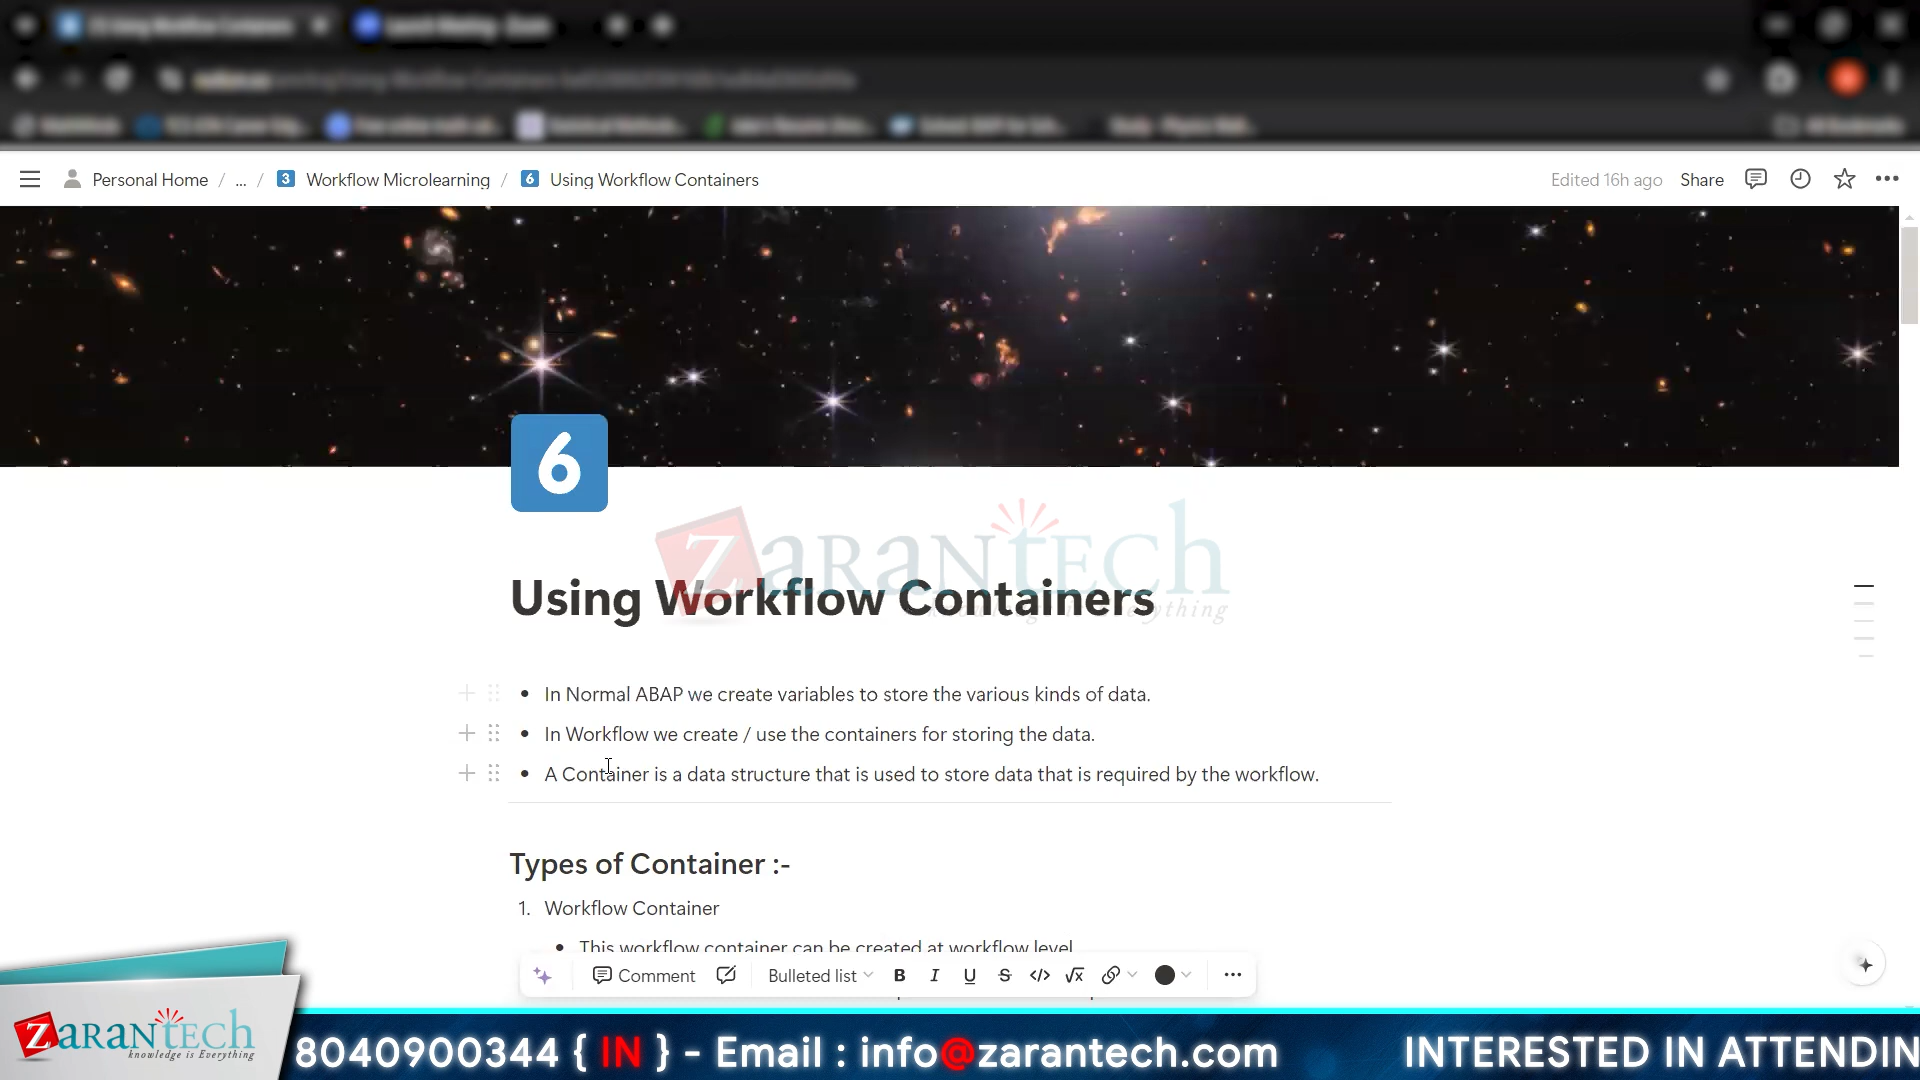 Personal Home / ... / 3 Workflow Microlearning / 6 Using Workflow Containers
Edited 16h ago Share
6
ZARANTECH
Using Workflow Containers
• In Normal ABAP we create variables to store the various kinds of data.
• In Workflow we create / use the containers for storing the data.
• A Container is a data structure that is used to store data that is required by the workflow.
Types of Container :-
1. Workflow Container
• This workflow container can be created at workflow level
Comment Bulleted list B I U S </> √x
ZARANTECH
knowledge is Everything
8040900344 { IN } - Email : info@zarantech.com
INTERESTED IN ATTENDIN